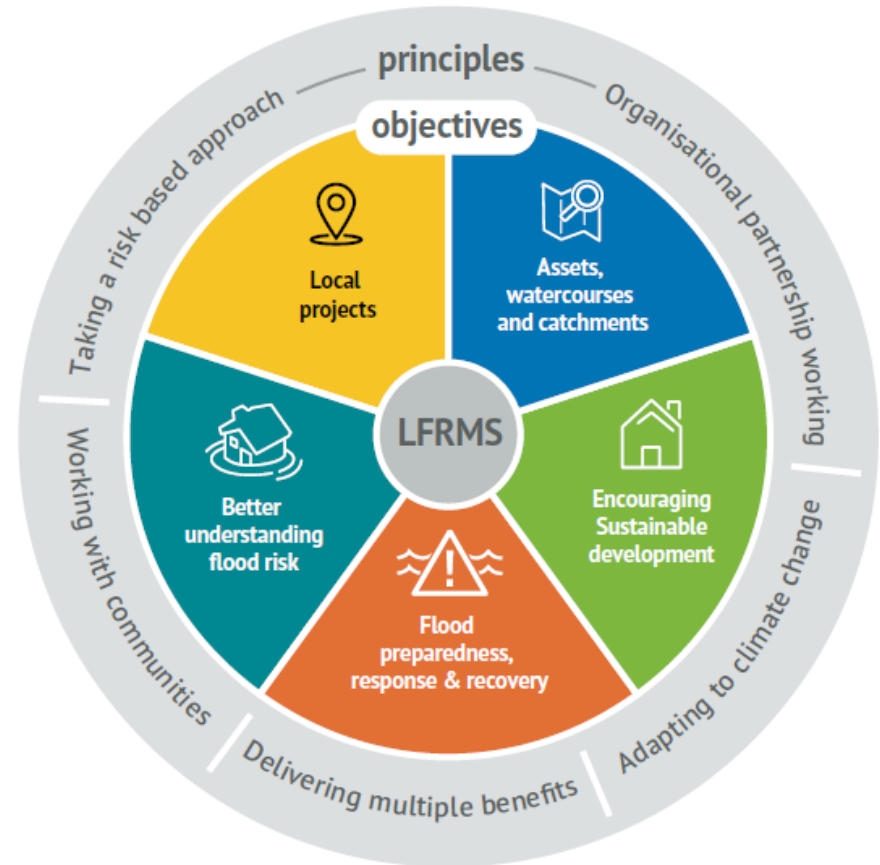 principles
Taking a risk based approach
Organisational partnership working
Adapting to climate change
Delivering multiple benefits
Working with communities
objectives
Local
projects
Assets,
watercourses
and catchments
Encouraging
Sustainable
development
Flood
preparedness,
response & recovery
Better
understanding
flood risk
LFRMS